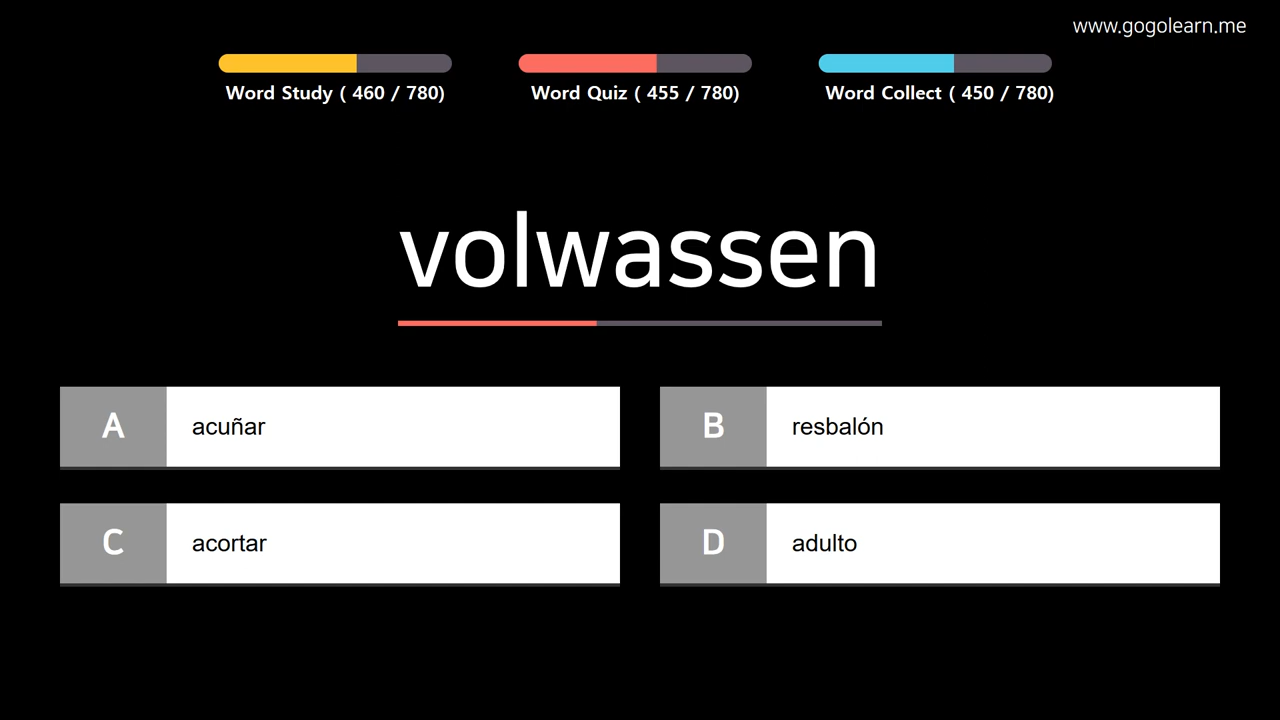 www.gogolearn.me
Word Study ( 460 / 780)
Word Quiz ( 455 / 780)
Word Collect ( 450 / 780)
volwassen
A acuñar
B resbalón
C acortar
D adulto